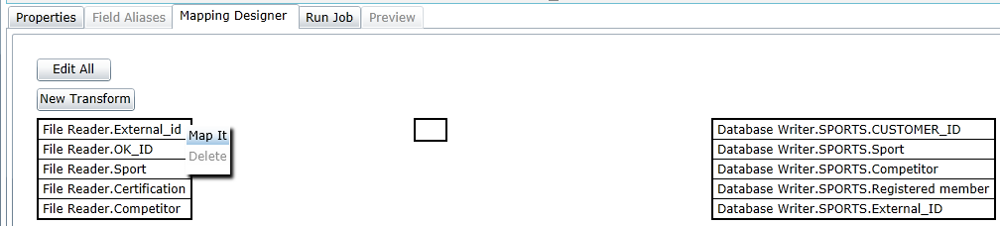 Properties Field Aliases Mapping Designer Run Job Preview
Edit All
New Transform
File Reader.External_id
File Reader.OK_ID
File Reader.Sport
File Reader.Certification
File Reader.Competitor
Map It
Delete
Database Writer.SPORTS.CUSTOMER_ID
Database Writer.SPORTS.Sport
Database Writer.SPORTS.Competitor
Database Writer.SPORTS.Registered member
Database Writer.SPORTS.External_ID